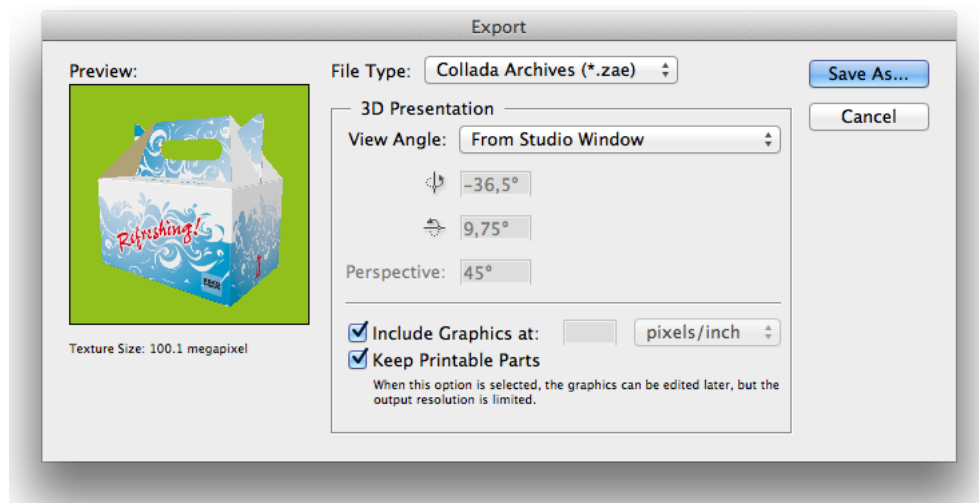 Export
Preview:
Refreshing!
Texture Size: 100.1 megapixel
File Type: Collada Archives (*.zae)
3D Presentation
View Angle: From Studio Window
-36,5°
9,75°
Perspective: 45°
Include Graphics at: pixels/inch
Keep Printable Parts
When this option is selected, the graphics can be edited later, but the
output resolution is limited.
Save As...
Cancel